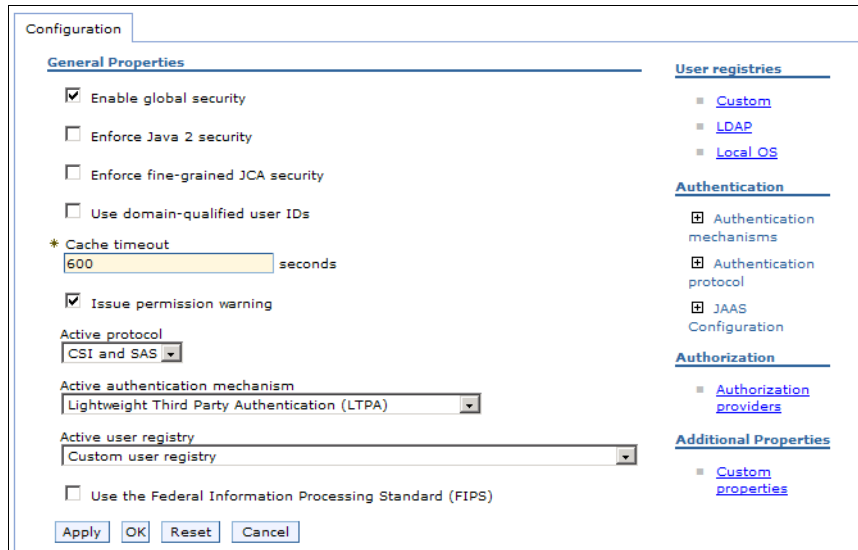 Configuration
General Properties
Enable global security
Enforce Java 2 security
Enforce fine-grained JCA security
Use domain-qualified user IDs
* Cache timeout
600 seconds
Issue permission warning
Active protocol
CSI and SAS
Active authentication mechanism
Lightweight Third Party Authentication (LTPA)
Active user registry
Custom user registry
Use the Federal Information Processing Standard (FIPS)
Apply OK Reset Cancel
User registries
Custom
LDAP
Local OS
Authentication
Authentication
mechanisms
Authentication
protocol
JAAS
Configuration
Authorization
Authorization
providers
Additional Properties
Custom
properties